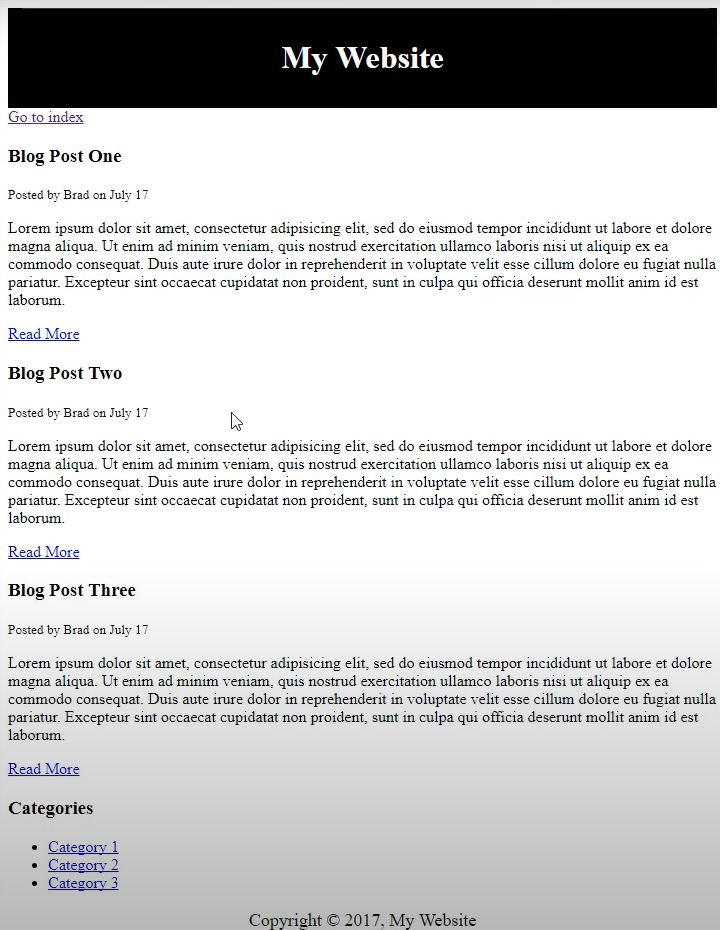 My Website
Go to index
Blog Post One
Posted by Brad on July 17
Lorem ipsum dolor sit amet, consectetur adipisicing elit, sed do eiusmod tempor incididunt ut labore et dolore
magna aliqua. Ut enim ad minim veniam, quis nostrud exercitation ullamco laboris nisi ut aliquip ex ea
commodo consequat. Duis aute irure dolor in reprehenderit in voluptate velit esse cillum dolore eu fugiat nulla
pariatur. Excepteur sint occaecat cupidatat non proident, sunt in culpa qui officia deserunt mollit anim id est
laborum.
Read More
Blog Post Two
Posted by Brad on July 17
Lorem ipsum dolor sit amet, consectetur adipisicing elit, sed do eiusmod tempor incididunt ut labore et dolore
magna aliqua. Ut enim ad minim veniam, quis nostrud exercitation ullamco laboris nisi ut aliquip ex ea
commodo consequat. Duis aute irure dolor in reprehenderit in voluptate velit esse cillum dolore eu fugiat nulla
pariatur. Excepteur sint occaecat cupidatat non proident, sunt in culpa qui officia deserunt mollit anim id est
laborum.
Read More
Blog Post Three
Posted by Brad on July 17
Lorem ipsum dolor sit amet, consectetur adipisicing elit, sed do eiusmod tempor incididunt ut labore et dolore
magna aliqua. Ut enim ad minim veniam, quis nostrud exercitation ullamco laboris nisi ut aliquip ex ea
commodo consequat. Duis aute irure dolor in reprehenderit in voluptate velit esse cillum dolore eu fugiat nulla
pariatur. Excepteur sint occaecat cupidatat non proident, sunt in culpa qui officia deserunt mollit anim id est
laborum.
Read More
Categories
• Category 1
• Category 2
• Category 3
Copyright © 2017, My Website